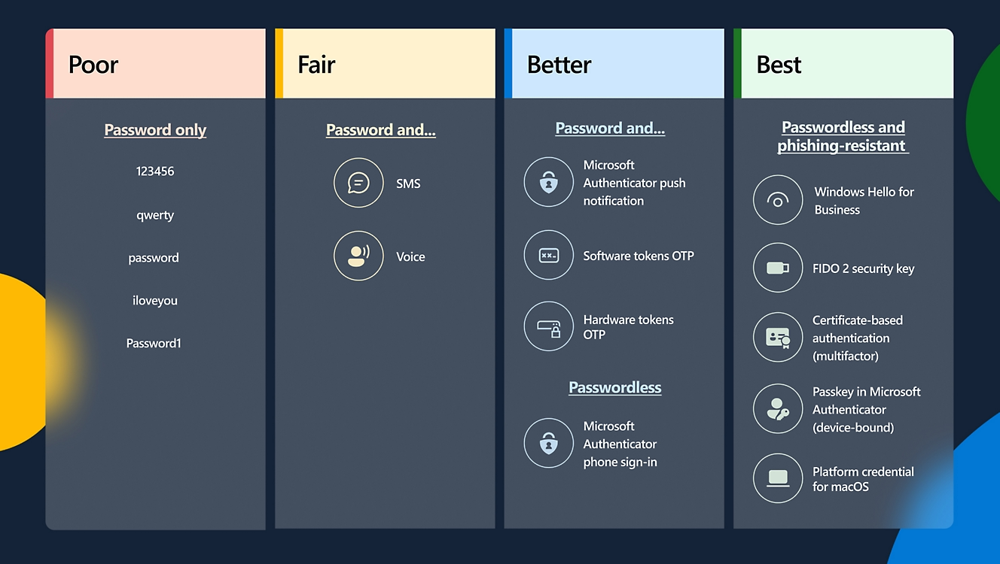 Poor
Password only
123456
qwerty
password
iloveyou
Password1
Fair
Password and...
SMS
Voice
Better
Password and...
Microsoft
Authenticator push
notification
Software tokens OTP
Hardware tokens
OTP
Passwordless
Microsoft
Authenticator
phone sign-in
Best
Passwordless and
phishing-resistant
Windows Hello for
Business
FIDO 2 security key
Certificate-based
authentication
(multifactor)
Passkey in Microsoft
Authenticator
(device-bound)
Platform credential
for macOS